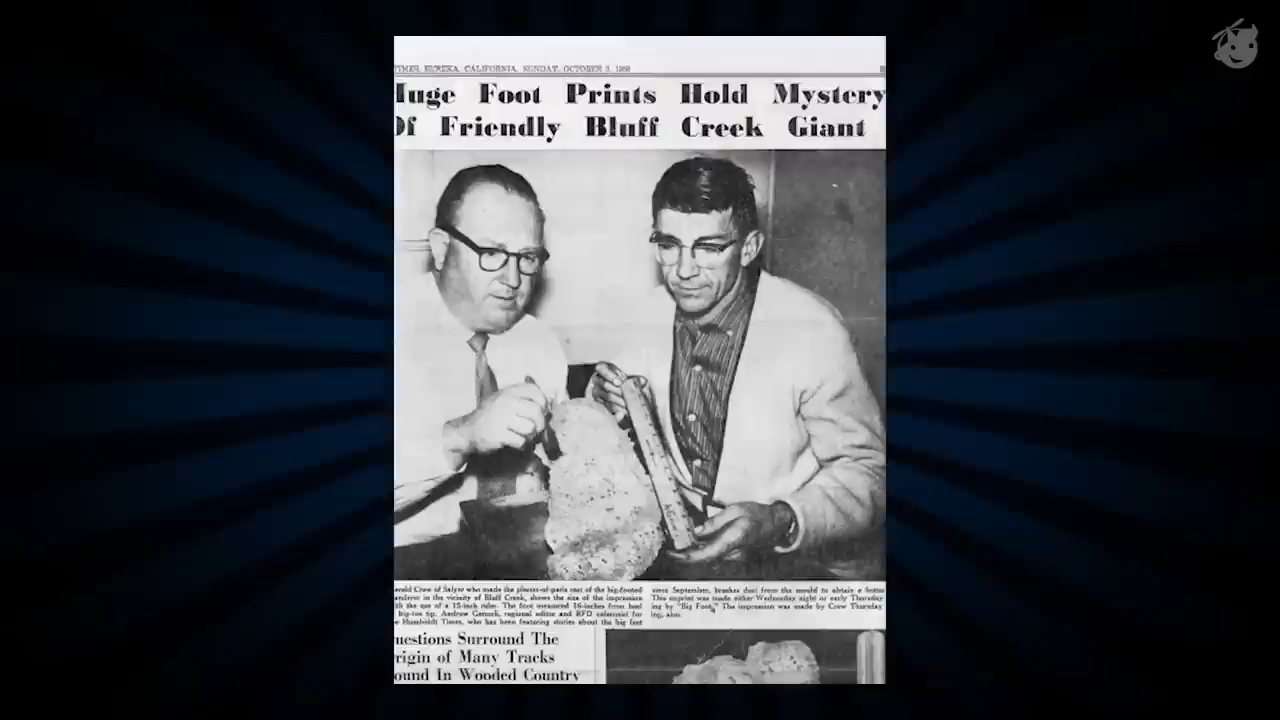 TIMES, EUREKA, CALIFORNIA, SUNDAY, OCTOBER 5, 1958
Huge Foot Prints Hold Mystery
Of Friendly Bluff Creek Giant
erald Crew of Salyer who made the plaster-of-paris cast of the big-footed
in the vicinity of Bluff Creek, shows the size of the impression
th the use of a 15-inch ruler. The foot measured 16-inches from heel
big-toe tip. Andrew Genzoli, regional editor and RFD columnist for
e Humboldt Times, who has been featuring stories about the big feet
since September, brushes dust from the mould to obtain a better
This imprint was made either Wednesday night or early Thursday
ing by "Big Foot." The impression was made by Crew Thursday
ing, also.
uestions Surround The
rigin of Many Tracks
ound In Wooded Country